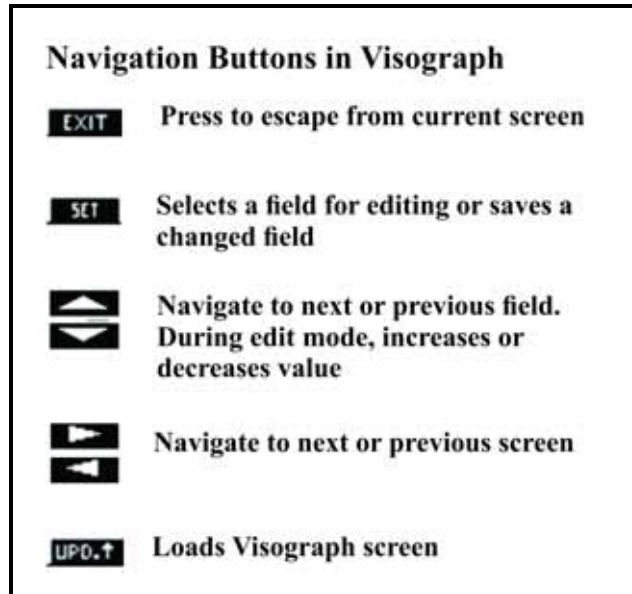 Navigation Buttons in Visograph
EXIT Press to escape from current screen
SET Selects a field for editing or saves a
changed field
Navigate to next or previous field.
During edit mode, increases or
decreases value
Navigate to next or previous screen
UPD.↑ Loads Visograph screen